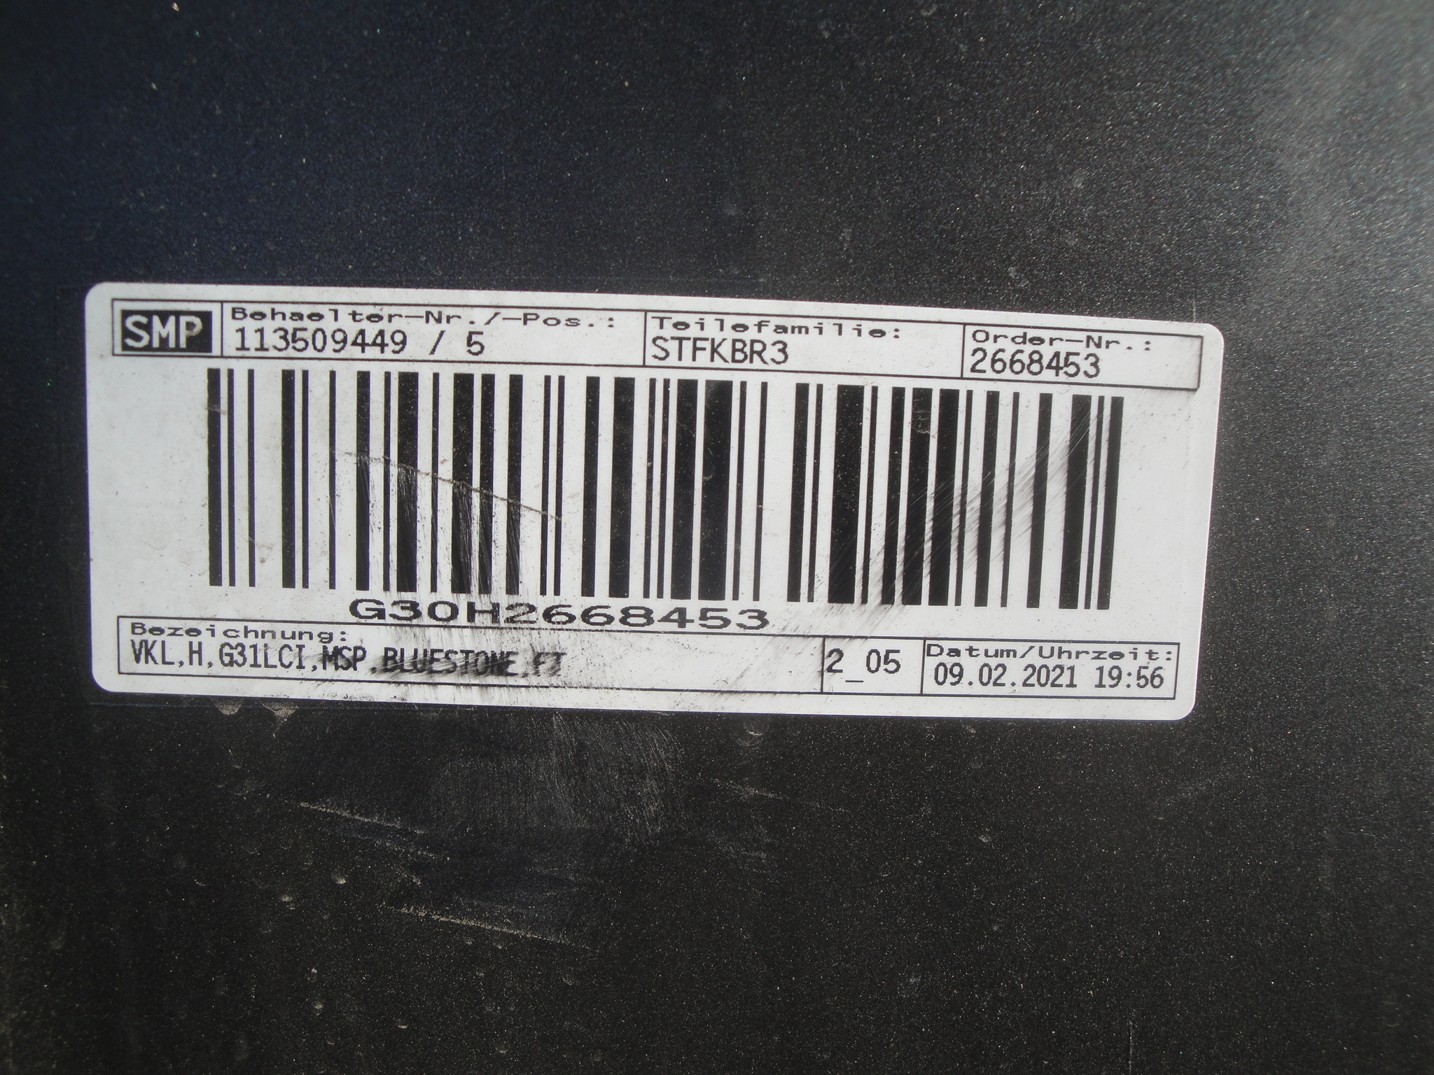 SMP
Behaelter-Nr./-Pos.:
113509449 / 5
Teilefamilie:
STFKBR3
Order-Nr.:
2668453
G30H2668453
Bezeichnung:
VKL,H,G31LCI,MSP,BLUESTONE,FT
2_05
Datum/Uhrzeit:
09.02.2021 19:56